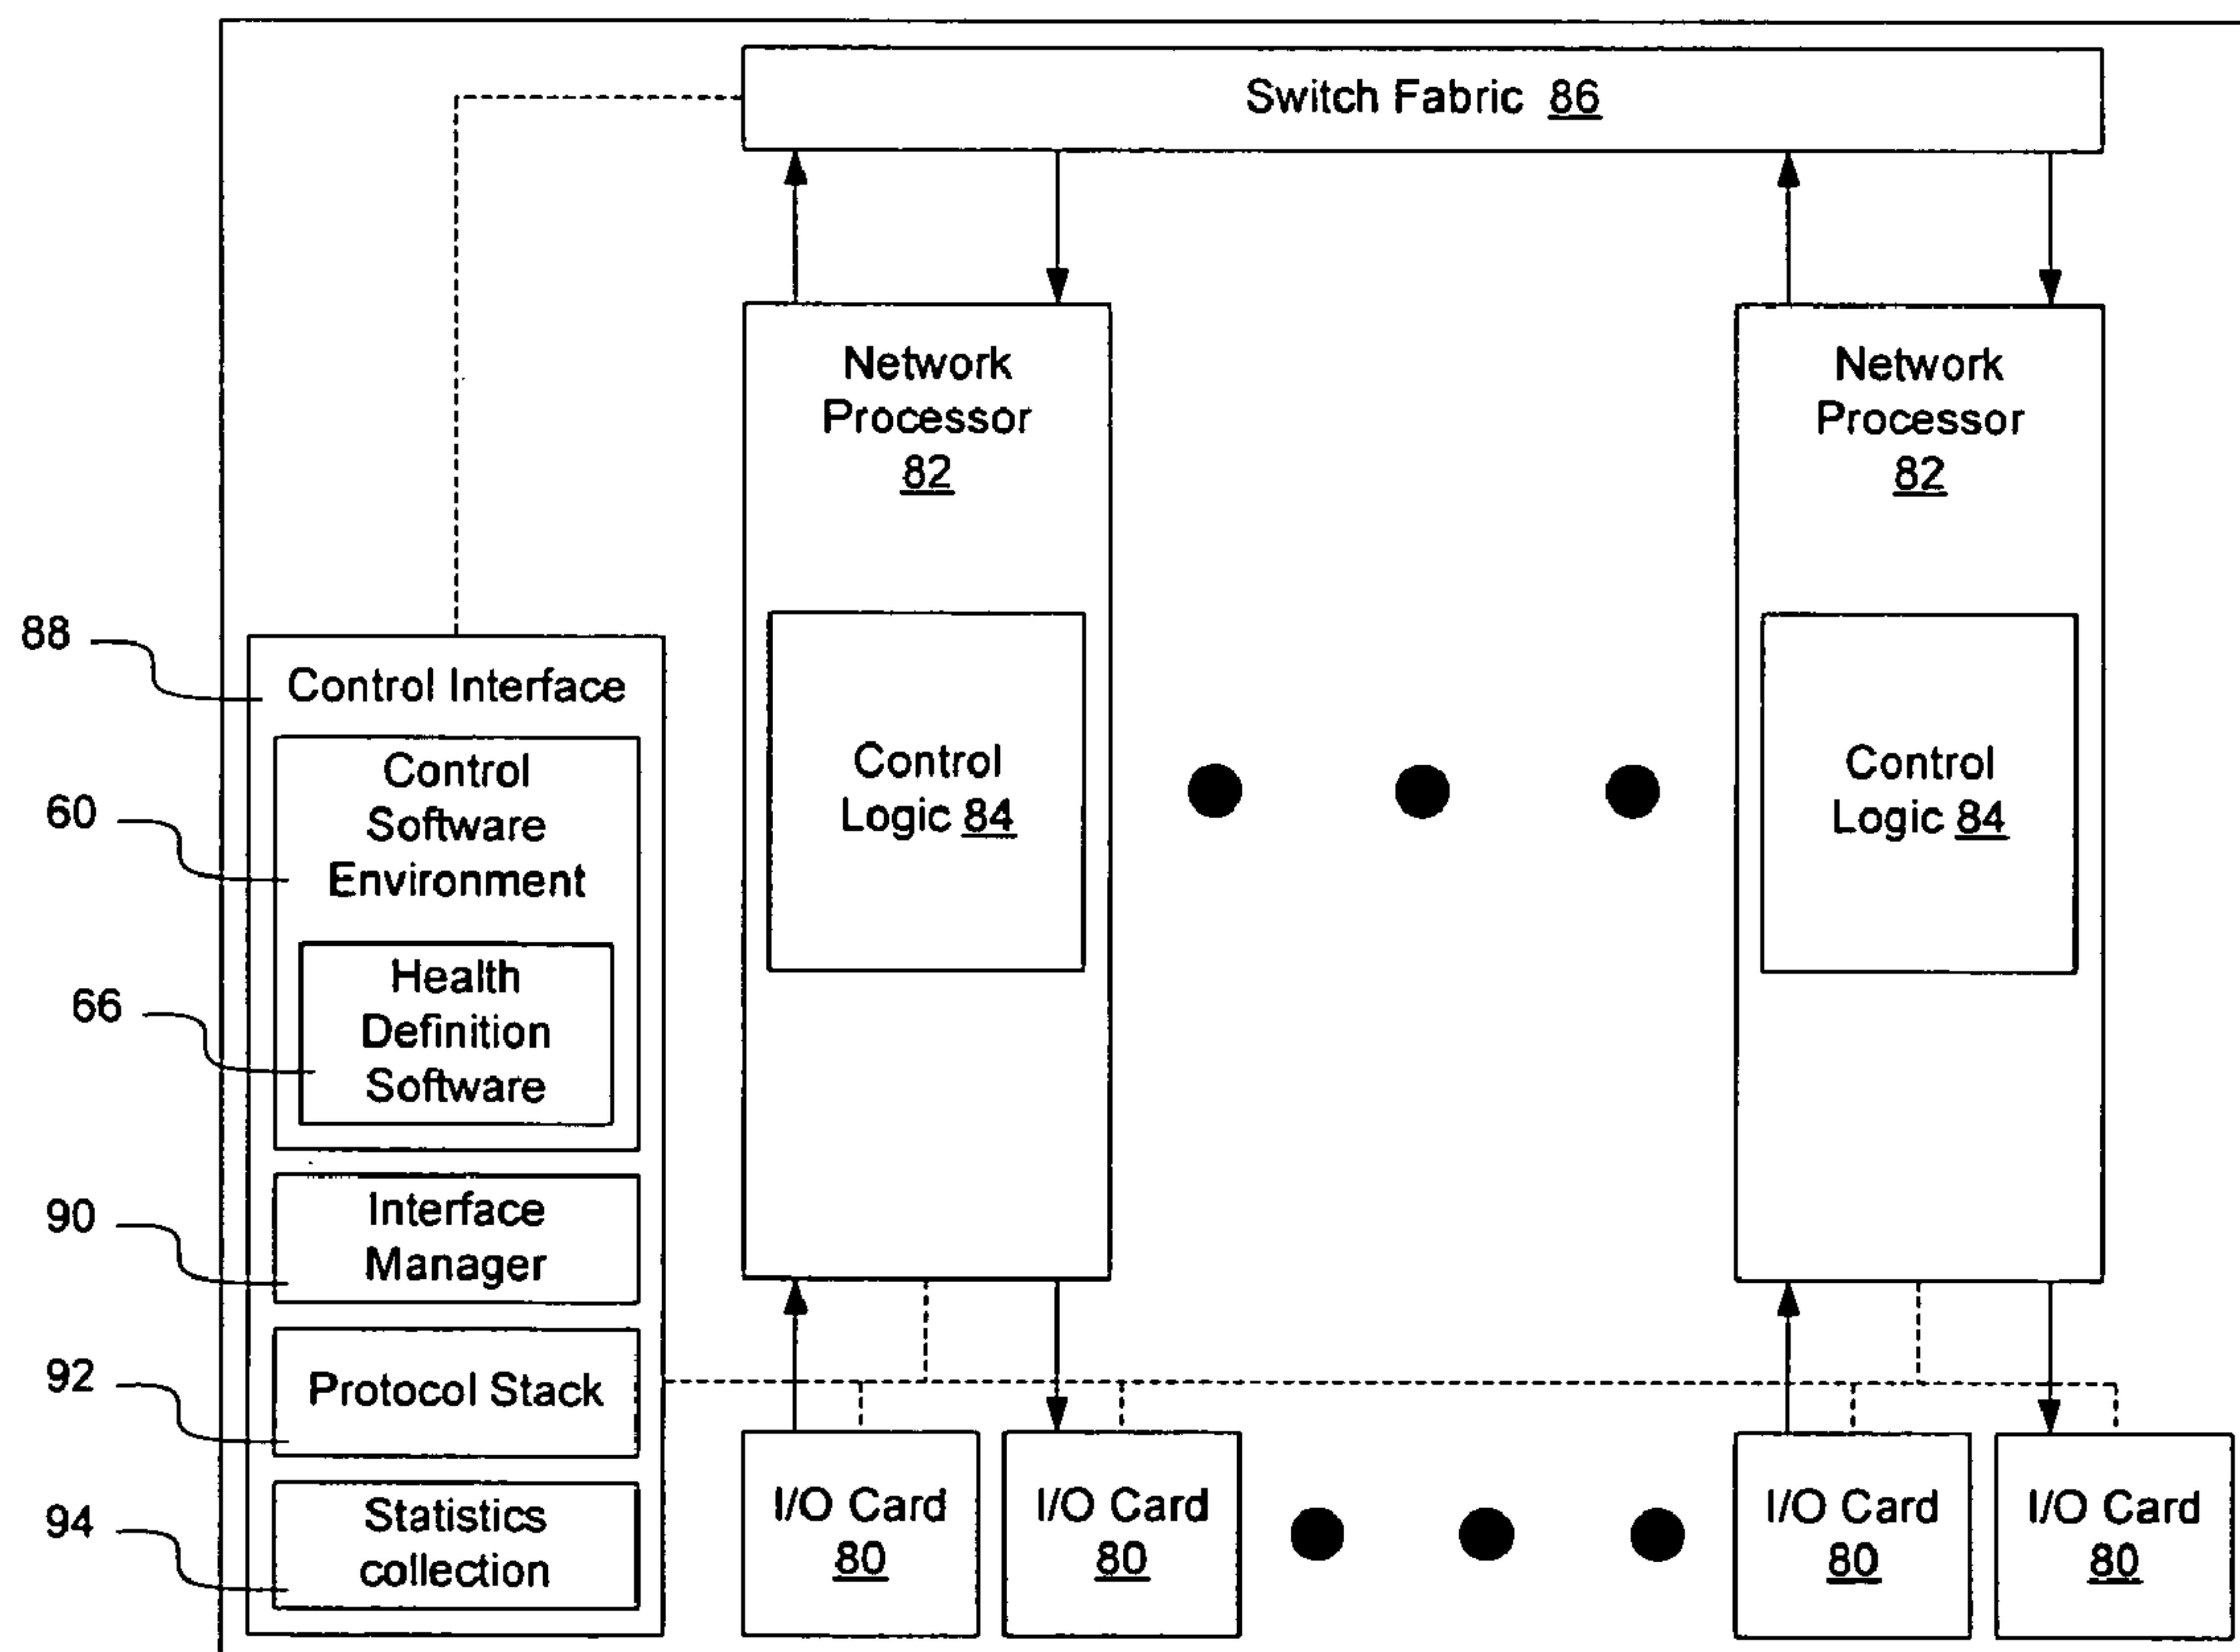 Switch Fabric 86
Network
Processor
82
Network
Processor
82
88
Control Interface
Control
Software
Environment
60
Control
Logic 84
Control
Logic 84
Health
Definition
Software
66
Interface
Manager
90
Protocol Stack
92
Statistics
collection
94
I/O Card
80
I/O Card
80
I/O Card
80
I/O Card
80